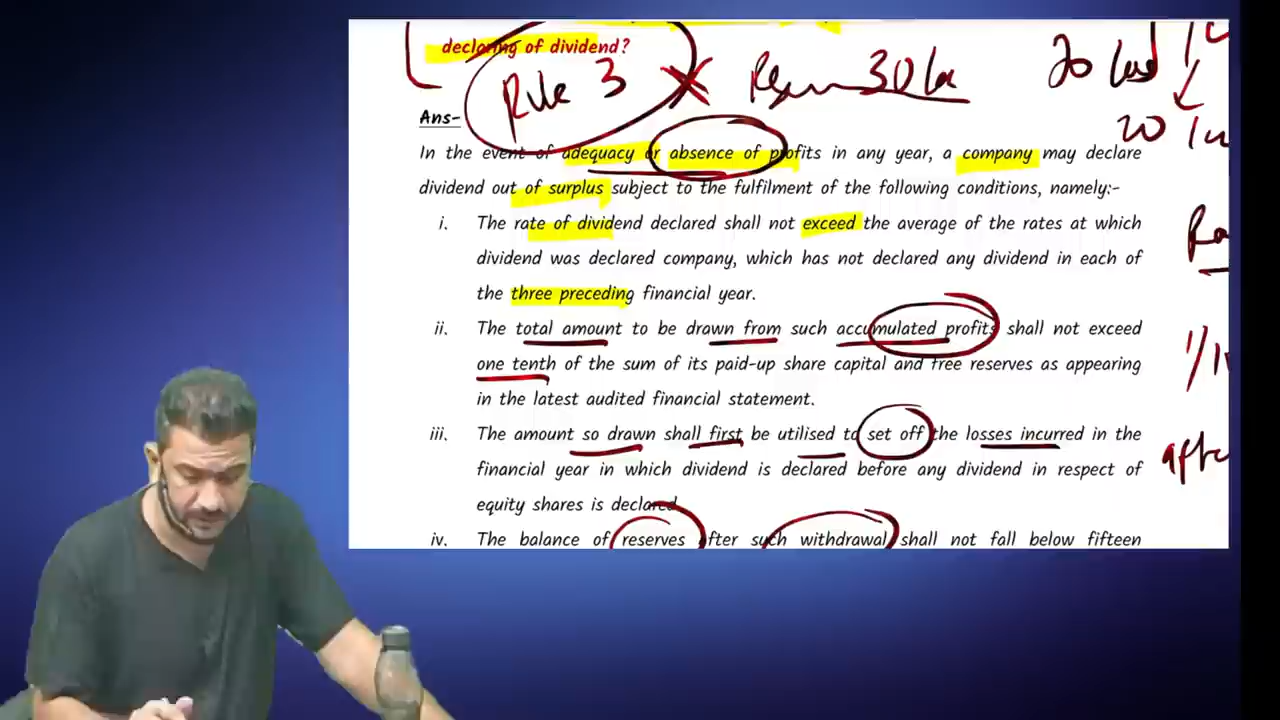 declaring of dividend?
Rule 3
20 loss
20
Ans-
In the event of adequacy or absence of profits in any year, a company may declare
dividend out of surplus subject to the fulfilment of the following conditions, namely:-
i. The rate of dividend declared shall not exceed the average of the rates at which
dividend was declared company, which has not declared any dividend in each of
the three preceding financial year.
ii. The total amount to be drawn from such accumulated profits shall not exceed
one tenth of the sum of its paid-up share capital and free reserves as appearing
in the latest audited financial statement.
iii. The amount so drawn shall first be utilised to set off the losses incurred in the
financial year in which dividend is declared before any dividend in respect of
equity shares is declared.
iv. The balance of reserves after such withdrawal shall not fall below fifteen